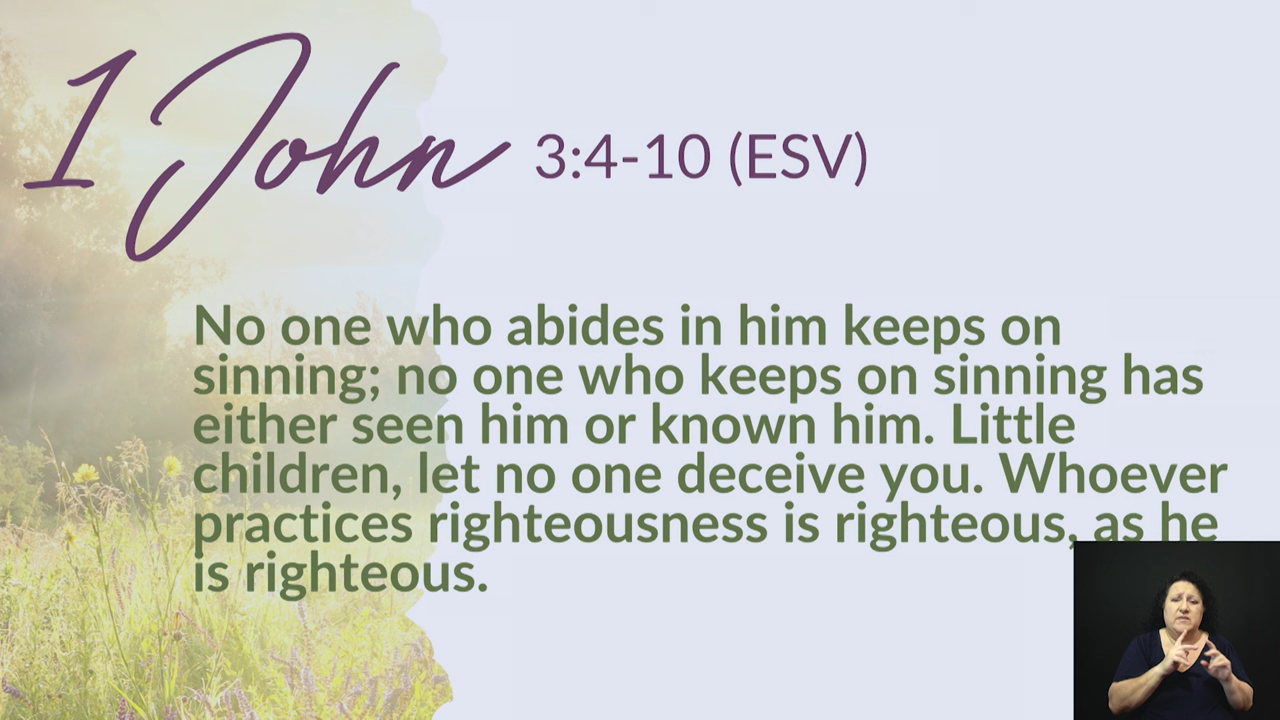 1 John 3:4-10 (ESV)
No one who abides in him keeps on
sinning; no one who keeps on sinning has
either seen him or known him. Little
children, let no one deceive you. Whoever
practices righteousness is righteous, as he
is righteous.